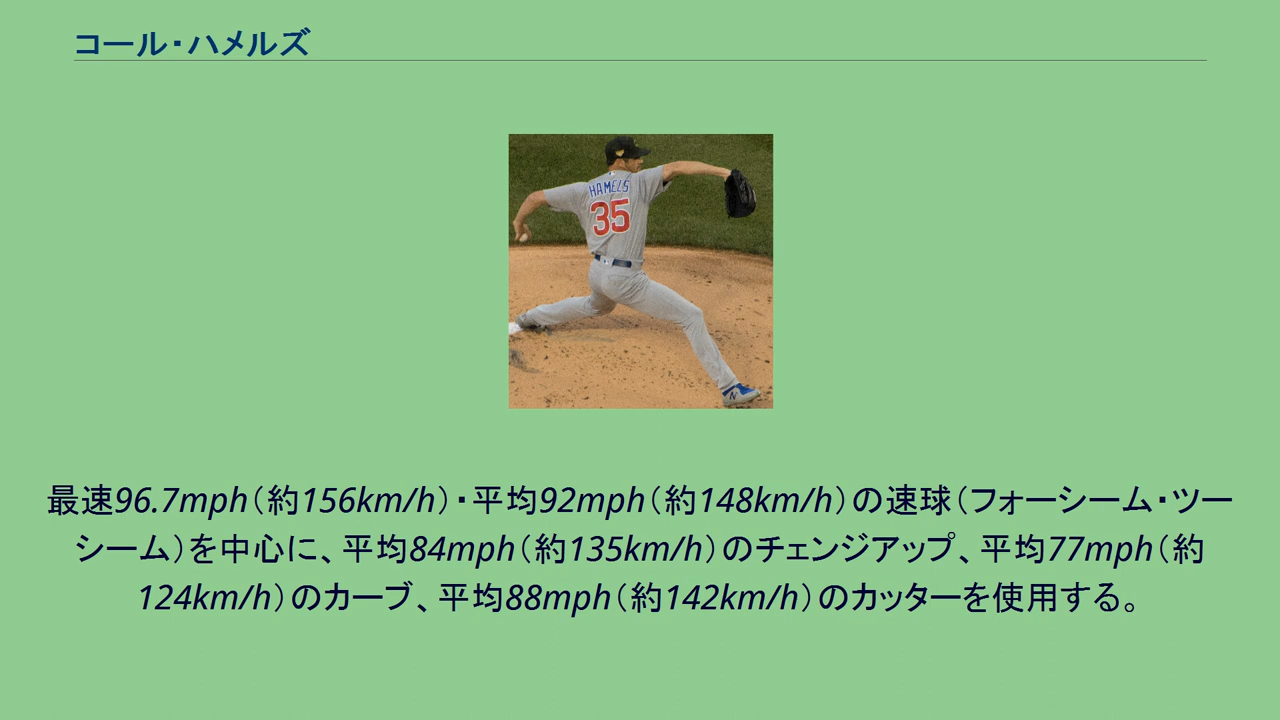 コール・ハメルズ
HAMELS
35
最速96.7mph（約156km/h）・平均92mph（約148km/h）の速球（フォーシーム・ツー
シーム）を中心に、平均84mph（約135km/h）のチェンジアップ、平均77mph（約
124km/h）のカーブ、平均88mph（約142km/h）のカッターを使用する。